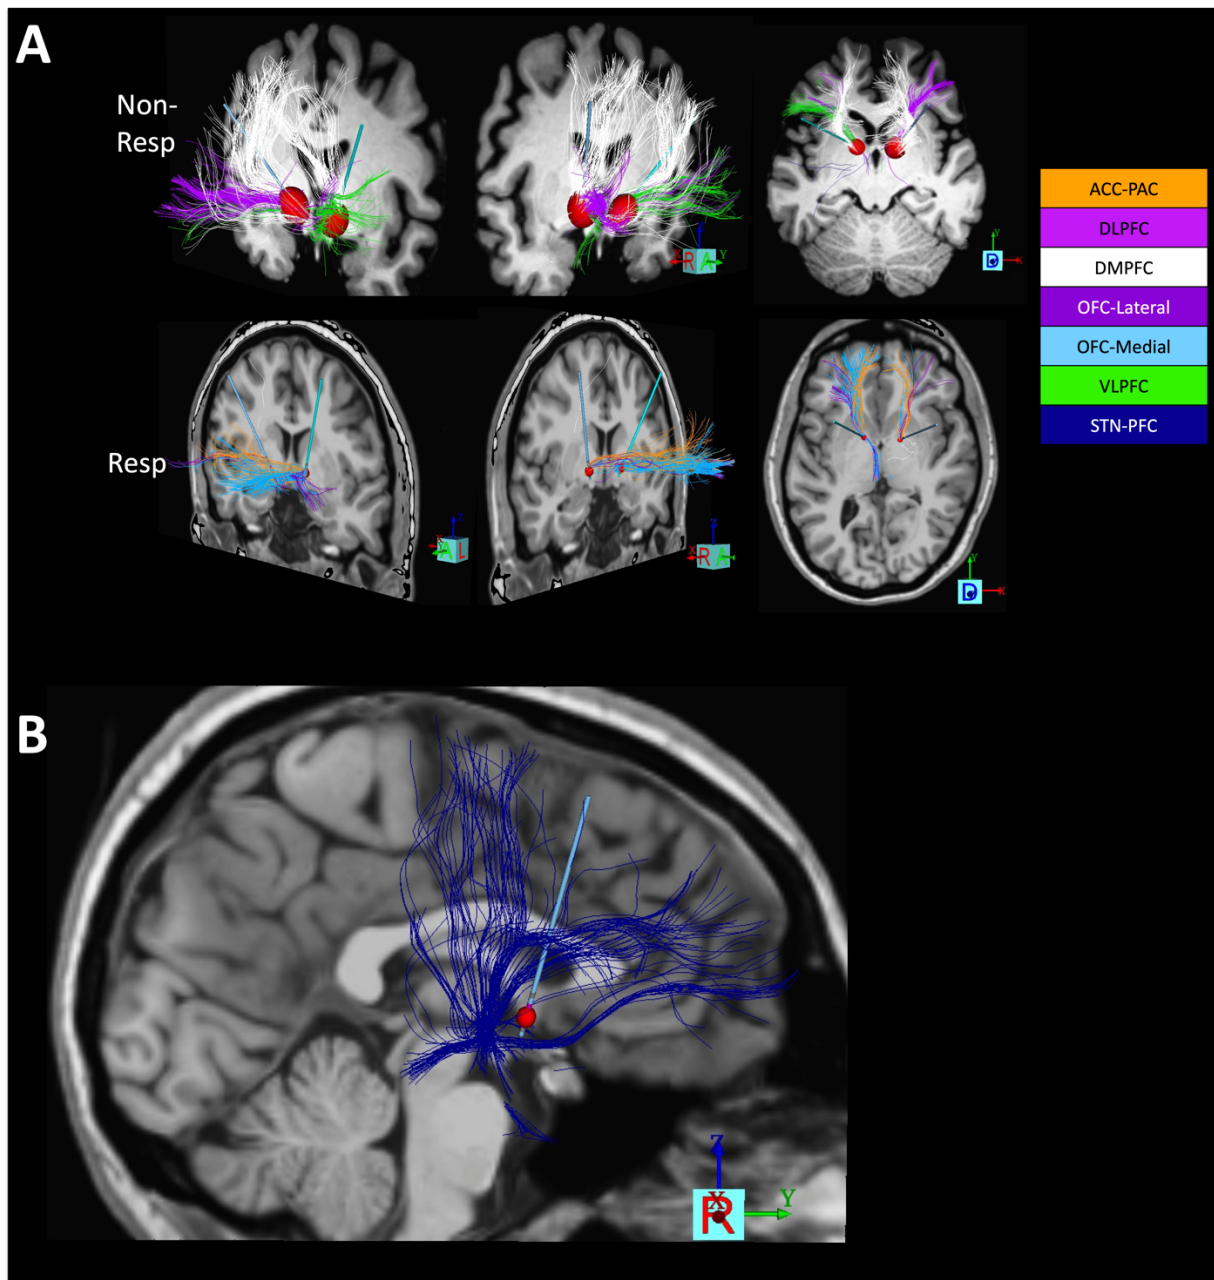 A
Non-
Resp
ACC-PAC
DLPFC
DMPFC
OFC-Lateral
OFC-Medial
VLPFC
STN-PFC
R A
Y
Y
D
Resp
Z
A L
Z
X
R A
Y
D
X
B
Z
X
R
Y